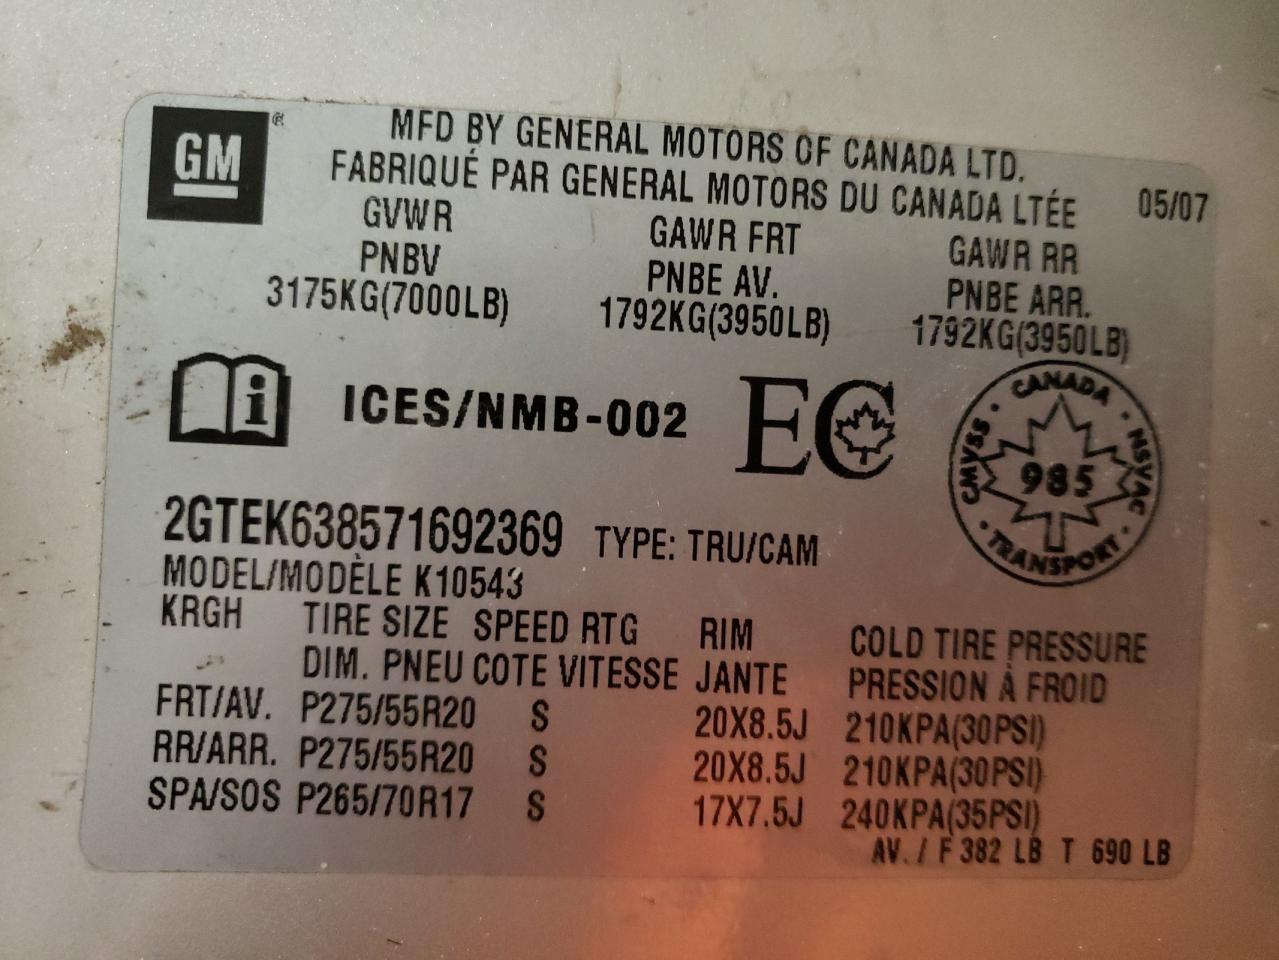 GM
MFD BY GENERAL MOTORS OF CANADA LTD.
FABRIQUÉ PAR GENERAL MOTORS DU CANADA LTÉE 05/07
GVWR GAWR FRT GAWR RR
PNBV PNBE AV. PNBE ARR.
3175KG(7000LB) 1792KG(3950LB) 1792KG(3950LB)
i ICES/NMB-002 EC
CANADA · NSVAC · TRANSPORT · CMVSS ·
985
2GTEK638571692369 TYPE: TRU/CAM
MODEL/MODÈLE K10543
KRGH TIRE SIZE SPEED RTG RIM COLD TIRE PRESSURE
DIM. PNEU COTE VITESSE JANTE PRESSION À FROID
FRT/AV. P275/55R20 S 20X8.5J 210KPA(30PSI)
RR/ARR. P275/55R20 S 20X8.5J 210KPA(30PSI)
SPA/SOS P265/70R17 S 17X7.5J 240KPA(35PSI)
AV. / F 382 LB T 690 LB